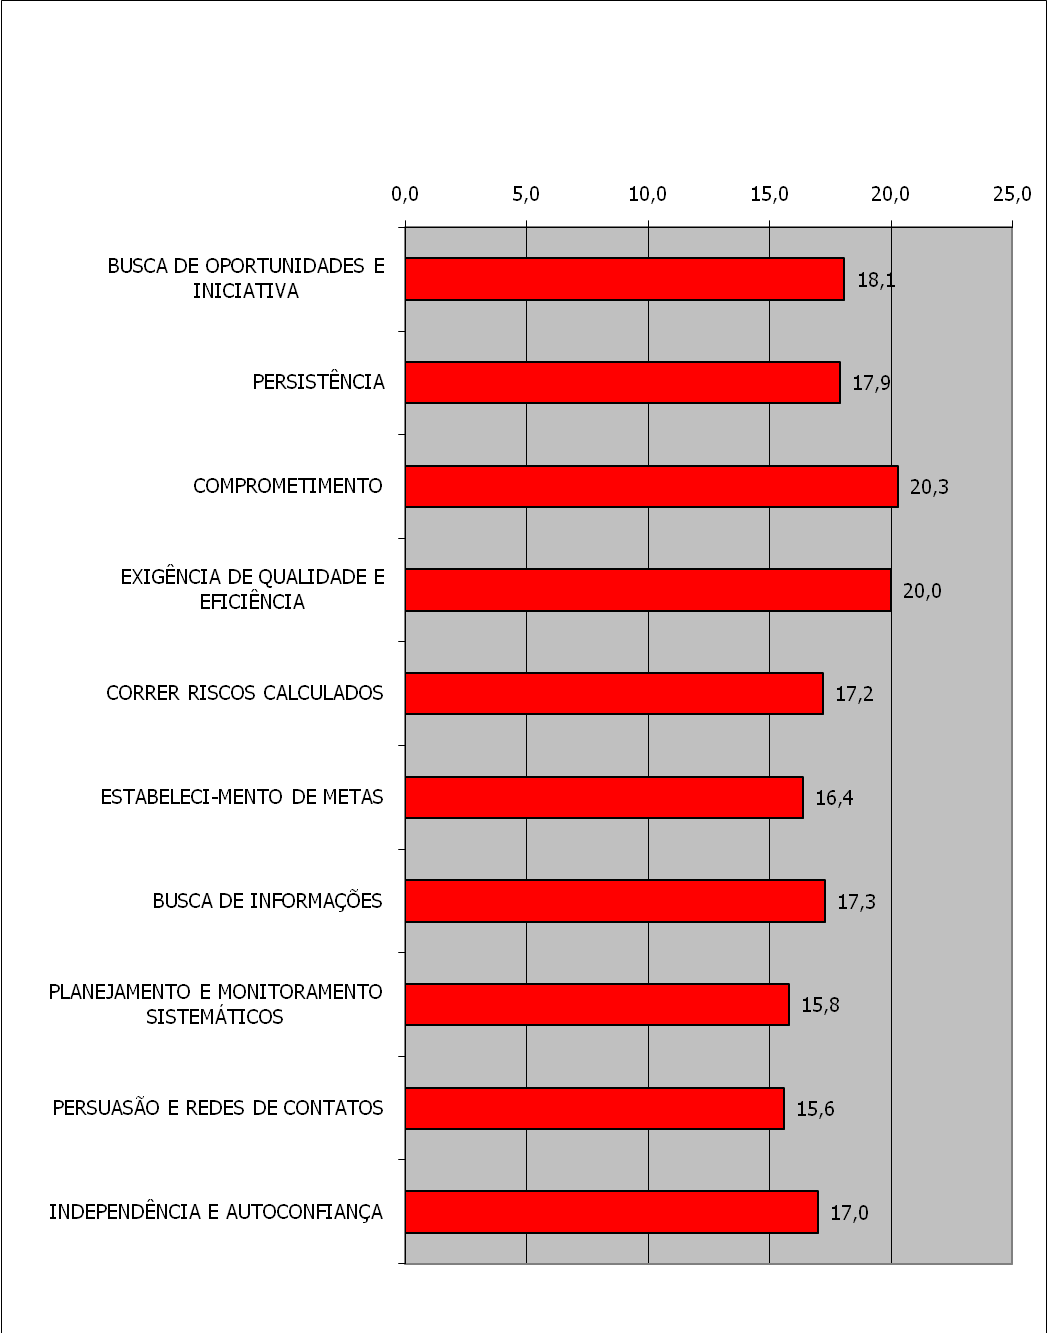 0,0 5,0 10,0 15,0 20,0 25,0
BUSCA DE OPORTUNIDADES E
INICIATIVA
18,1
PERSISTÊNCIA
17,9
COMPROMETIMENTO
20,3
EXIGÊNCIA DE QUALIDADE E
EFICIÊNCIA
20,0
CORRER RISCOS CALCULADOS
17,2
ESTABELECI-MENTO DE METAS
16,4
BUSCA DE INFORMAÇÕES
17,3
PLANEJAMENTO E MONITORAMENTO
SISTEMÁTICOS
15,8
PERSUASÃO E REDES DE CONTATOS
15,6
INDEPENDÊNCIA E AUTOCONFIANÇA
17,0